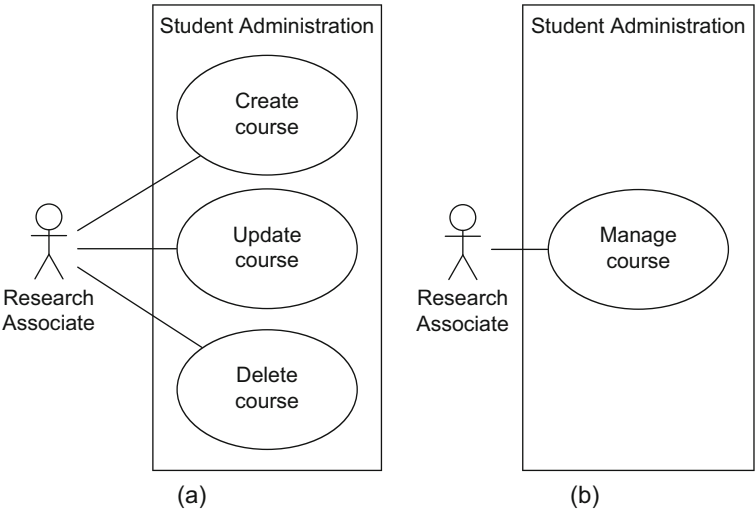 Student Administration
Create
course
Update
course
Delete
course
Research
Associate
(a)
Student Administration
Manage
course
Research
Associate
(b)